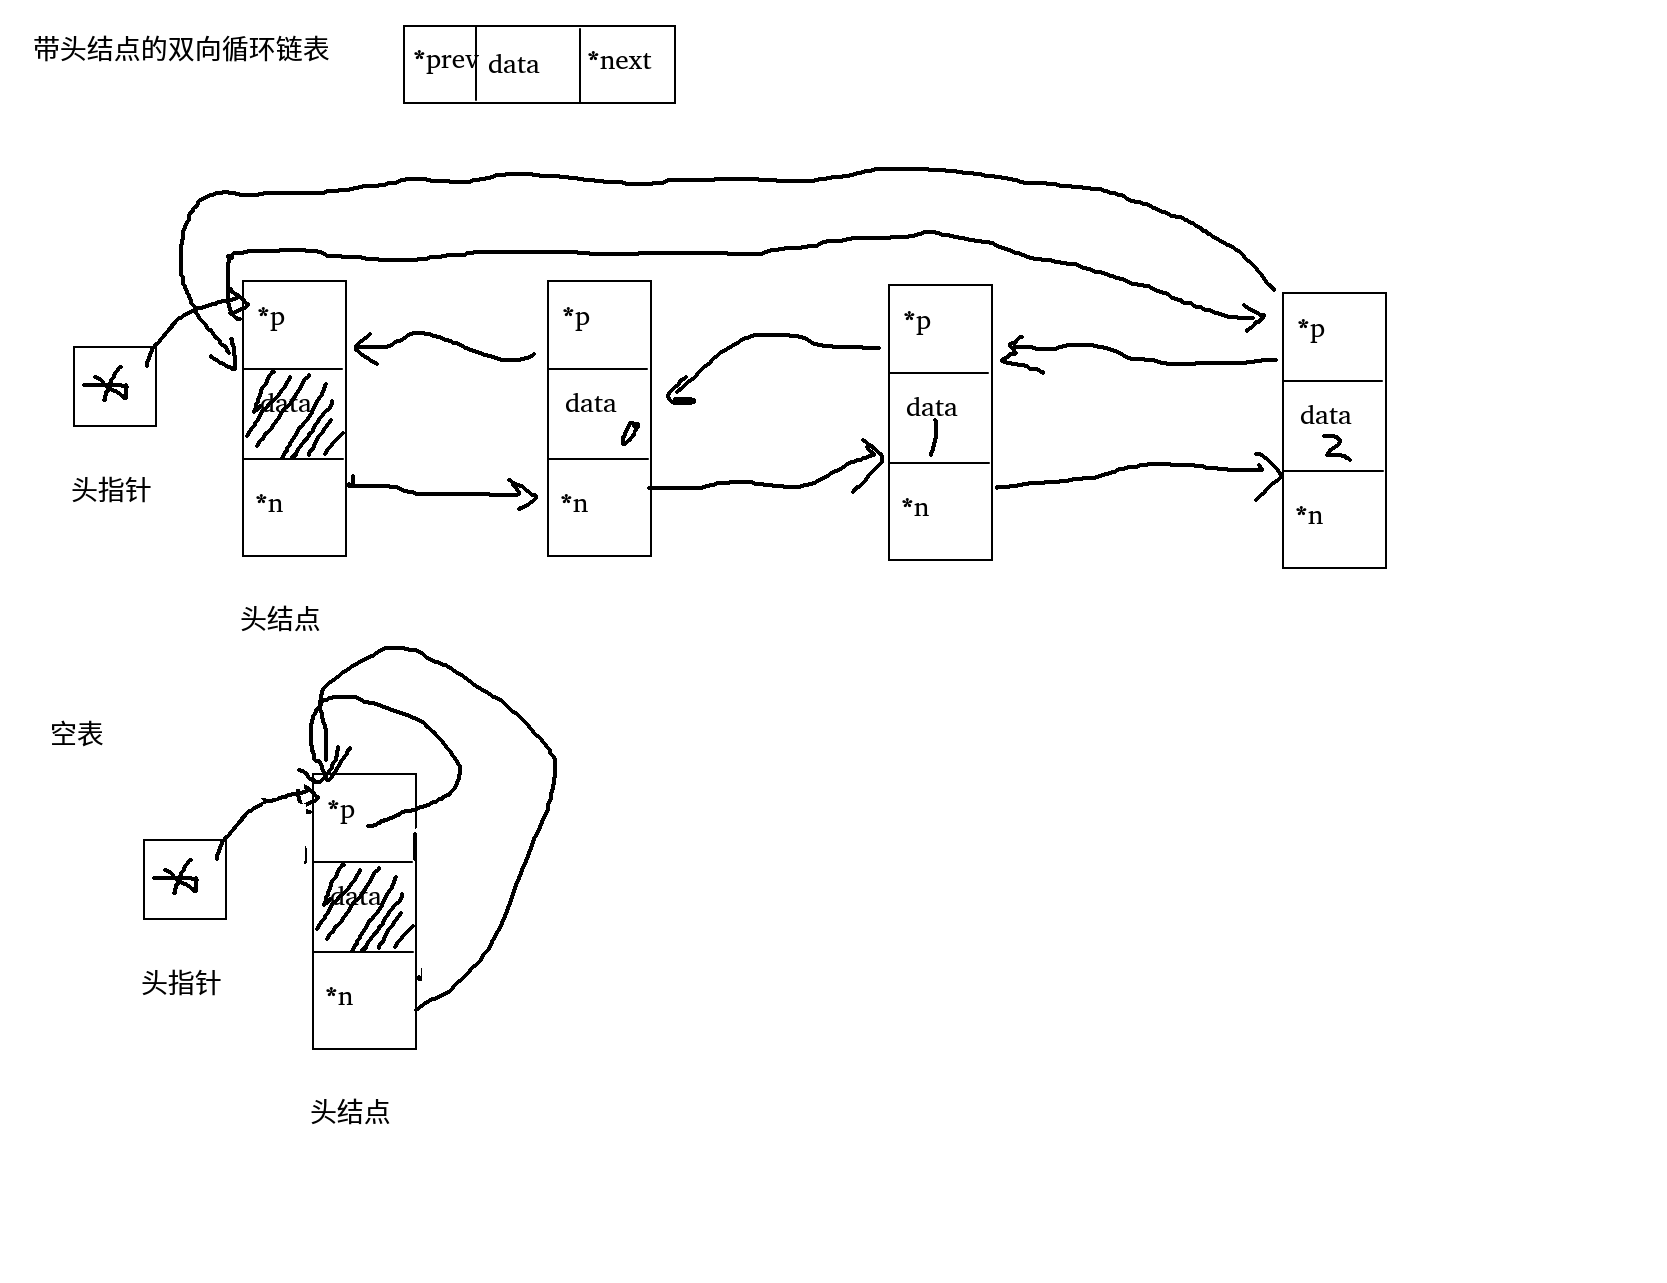 带头结点的双向循环链表
*prev data *next
*p *p *p *p
*
data data data data
0 1 2
头指针
*n *n *n *n
头结点
空表
*p
*
data
头指针
*n
头结点